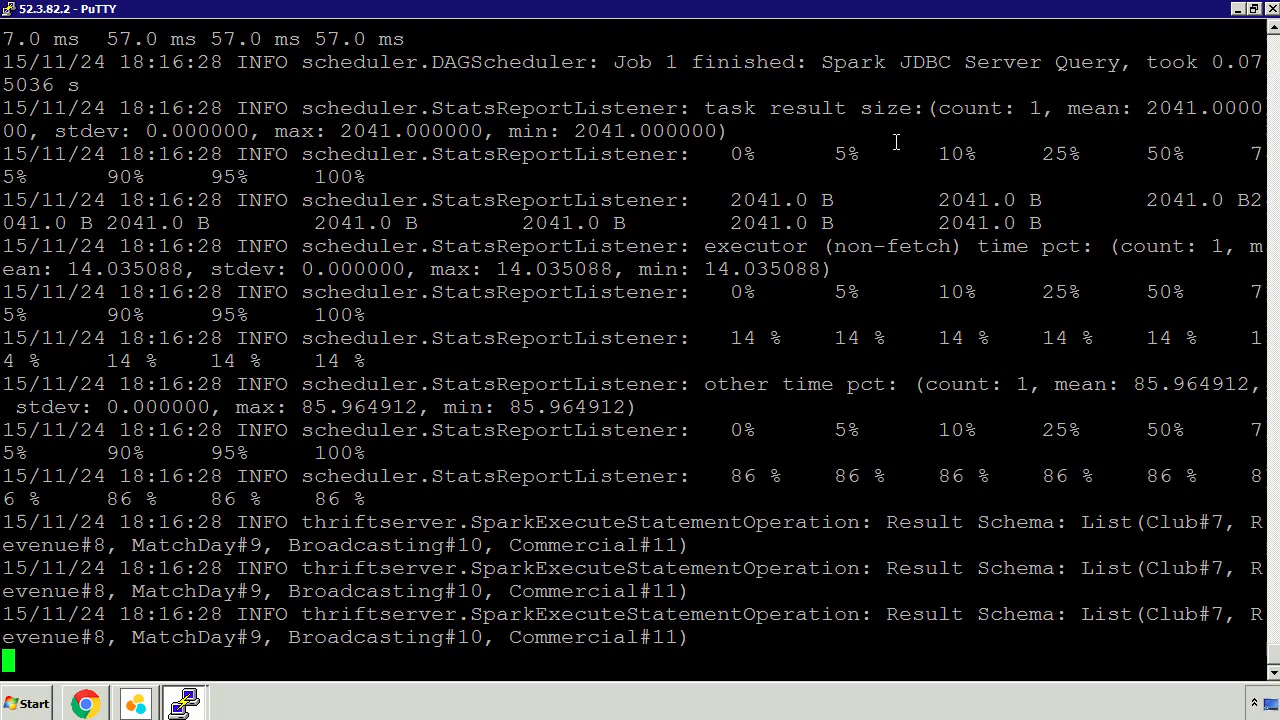 52.3.82.2 - PuTTY
7.0 ms  57.0 ms 57.0 ms 57.0 ms
15/11/24 18:16:28 INFO scheduler.DAGScheduler: Job 1 finished: Spark JDBC Server Query, took 0.07
5036 s
15/11/24 18:16:28 INFO scheduler.StatsReportListener: task result size:(count: 1, mean: 2041.0000
00, stdev: 0.000000, max: 2041.000000, min: 2041.000000)
15/11/24 18:16:28 INFO scheduler.StatsReportListener:   0%      5%      10%     25%     50%     7
5%      90%     95%     100%
15/11/24 18:16:28 INFO scheduler.StatsReportListener:   2041.0 B        2041.0 B        2041.0 B2
041.0 B 2041.0 B        2041.0 B        2041.0 B        2041.0 B        2041.0 B
15/11/24 18:16:28 INFO scheduler.StatsReportListener: executor (non-fetch) time pct: (count: 1, m
ean: 14.035088, stdev: 0.000000, max: 14.035088, min: 14.035088)
15/11/24 18:16:28 INFO scheduler.StatsReportListener:   0%      5%      10%     25%     50%     7
5%      90%     95%     100%
15/11/24 18:16:28 INFO scheduler.StatsReportListener:   14 %    14 %    14 %    14 %    14 %    1
4 %     14 %    14 %    14 %
15/11/24 18:16:28 INFO scheduler.StatsReportListener: other time pct: (count: 1, mean: 85.964912,
 stdev: 0.000000, max: 85.964912, min: 85.964912)
15/11/24 18:16:28 INFO scheduler.StatsReportListener:   0%      5%      10%     25%     50%     7
5%      90%     95%     100%
15/11/24 18:16:28 INFO scheduler.StatsReportListener:   86 %    86 %    86 %    86 %    86 %    8
6 %     86 %    86 %    86 %
15/11/24 18:16:28 INFO thriftserver.SparkExecuteStatementOperation: Result Schema: List(Club#7, R
evenue#8, MatchDay#9, Broadcasting#10, Commercial#11)
15/11/24 18:16:28 INFO thriftserver.SparkExecuteStatementOperation: Result Schema: List(Club#7, R
evenue#8, MatchDay#9, Broadcasting#10, Commercial#11)
15/11/24 18:16:28 INFO thriftserver.SparkExecuteStatementOperation: Result Schema: List(Club#7, R
evenue#8, MatchDay#9, Broadcasting#10, Commercial#11)
Start